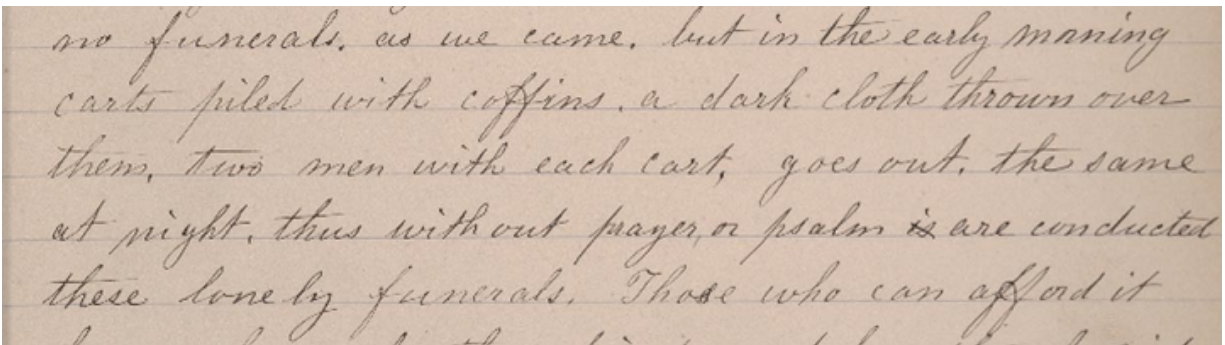 no funerals. as we came. but in the early morning
carts piled with coffins. a dark cloth thrown over
them, two men with each cart, goes out. the same
at night. thus without prayer, or psalm is are conducted
these lonely funerals. Those who can afford it